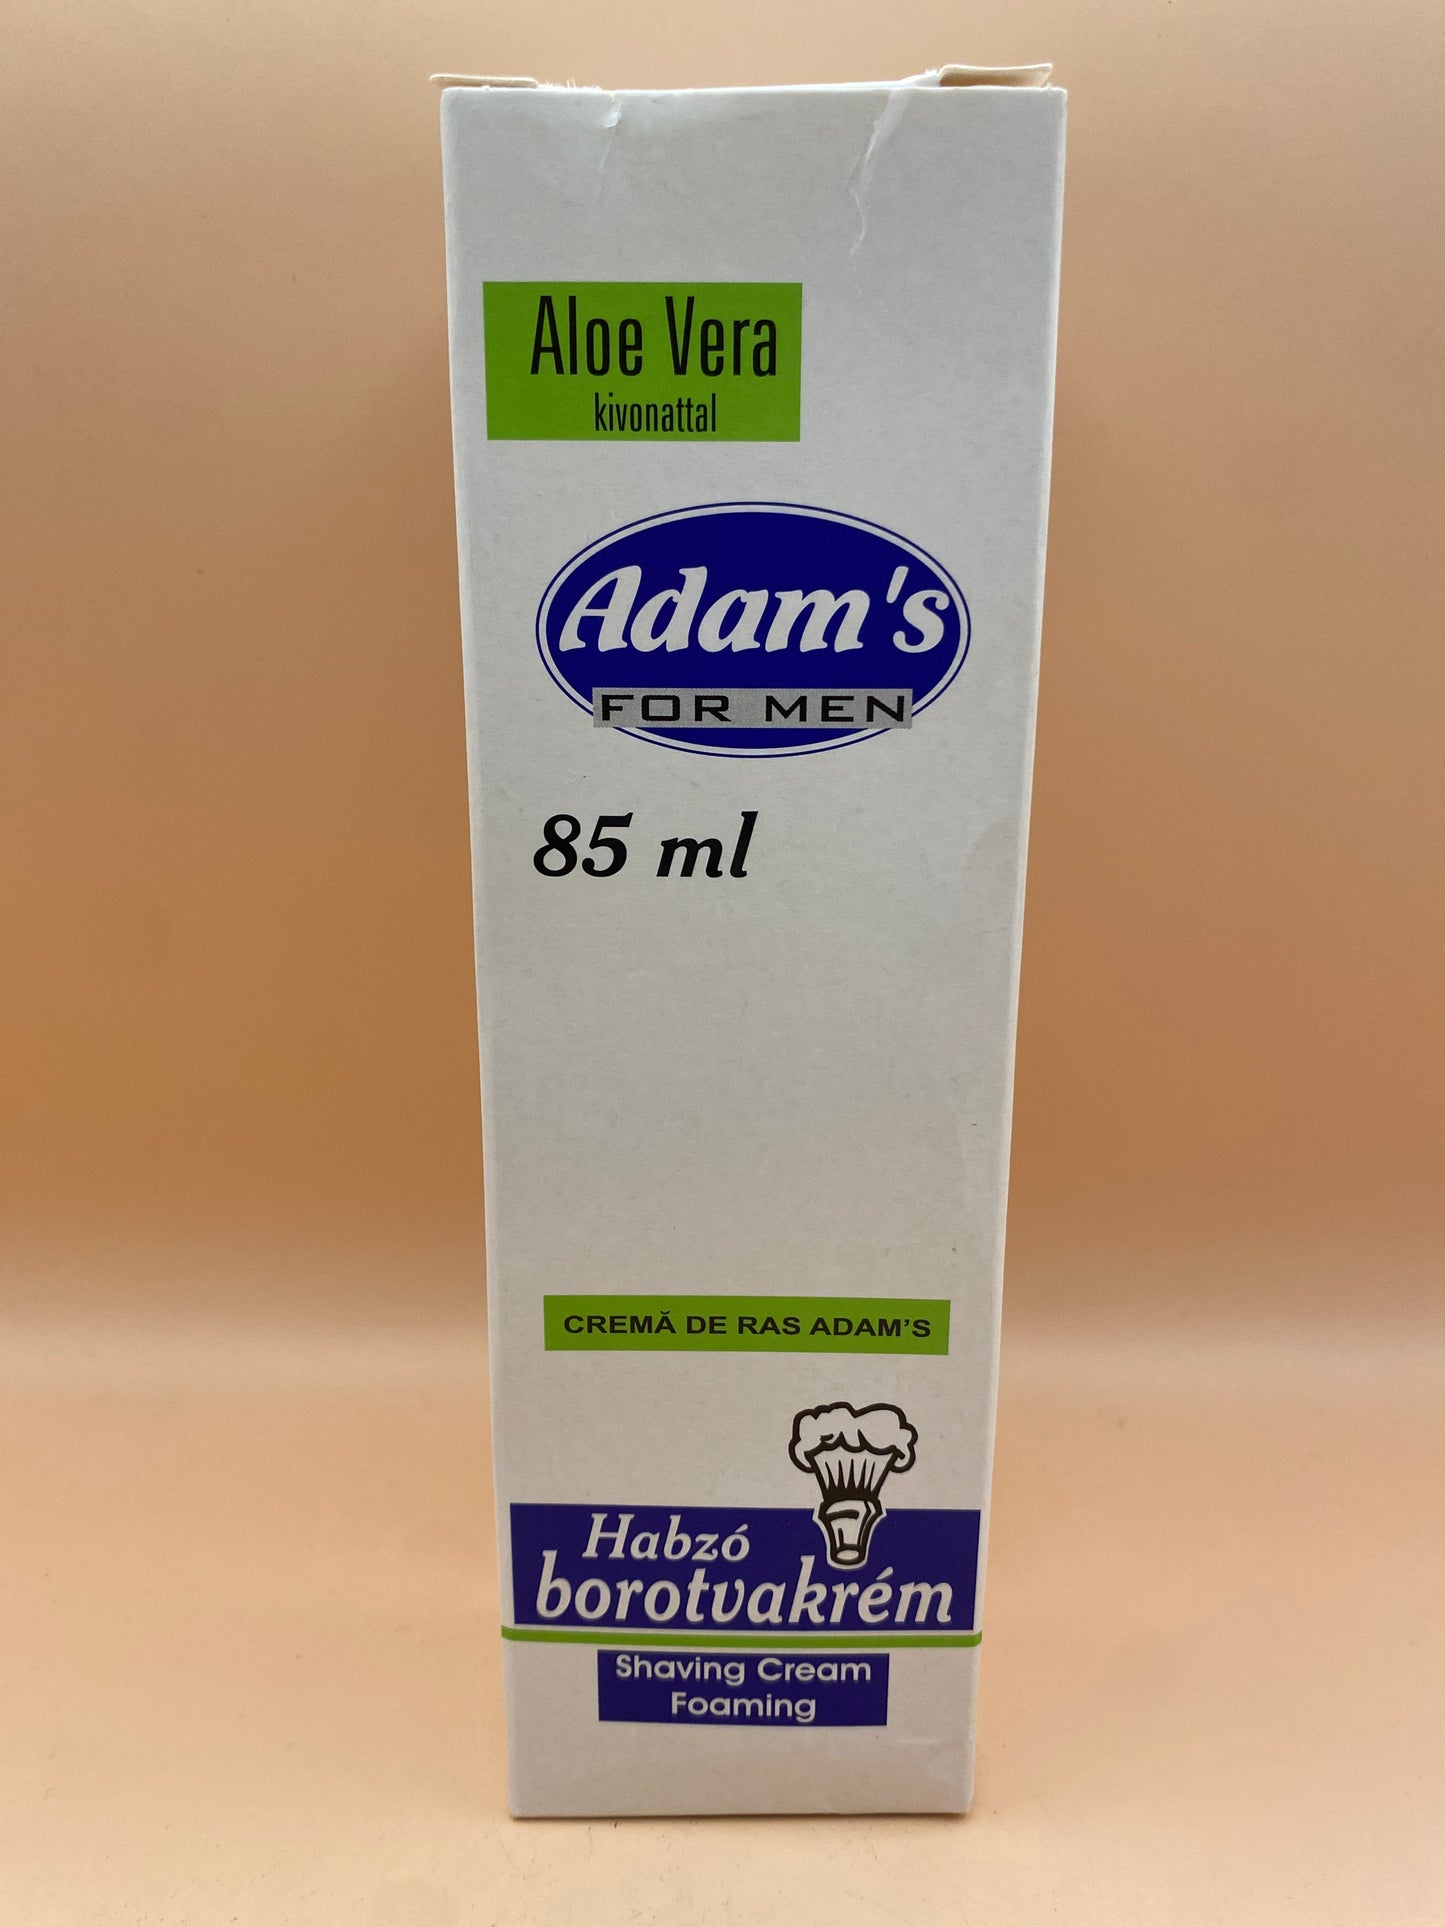 Aloe Vera
kivonattal
Adam's
FOR MEN
85 ml
CREMĂ DE RAS ADAM'S
Habzó
borotvakrém
Shaving Cream
Foaming